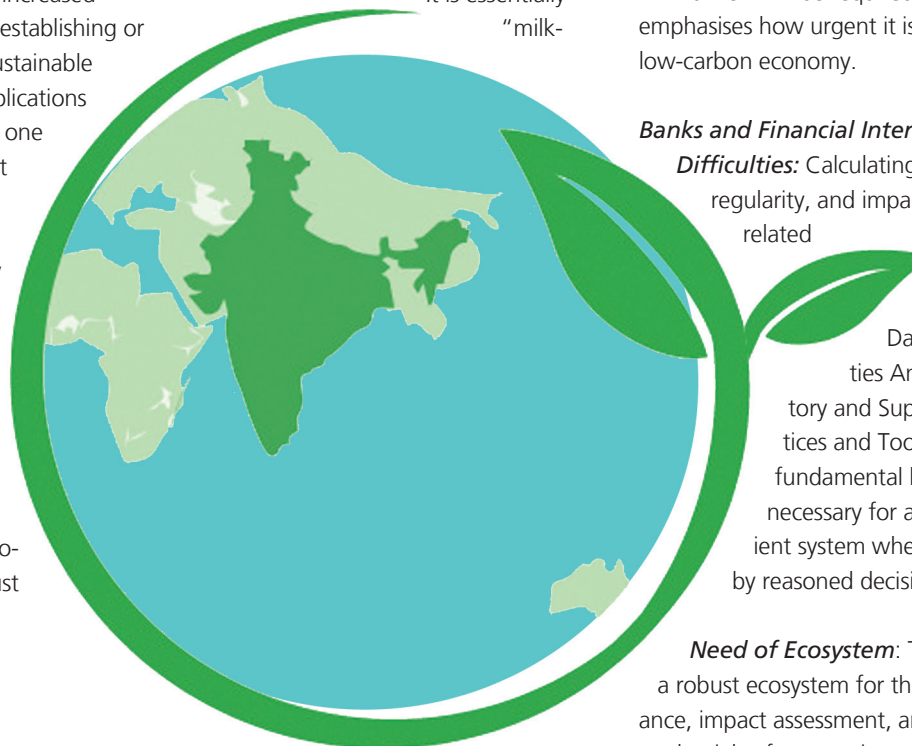 increased
establishing or
ustainable
plications
one
t
o-
ust
It is essentially
“milk-
emphasises how urgent it is
low-carbon economy.
Banks and Financial Inter
Difficulties: Calculating
regularity, and impa
related
Da
ties An
tory and Sup
tices and Too
fundamental
necessary for a
ient system whe
by reasoned decisi
Need of Ecosystem: T
a robust ecosystem for th
ance, impact assessment, a